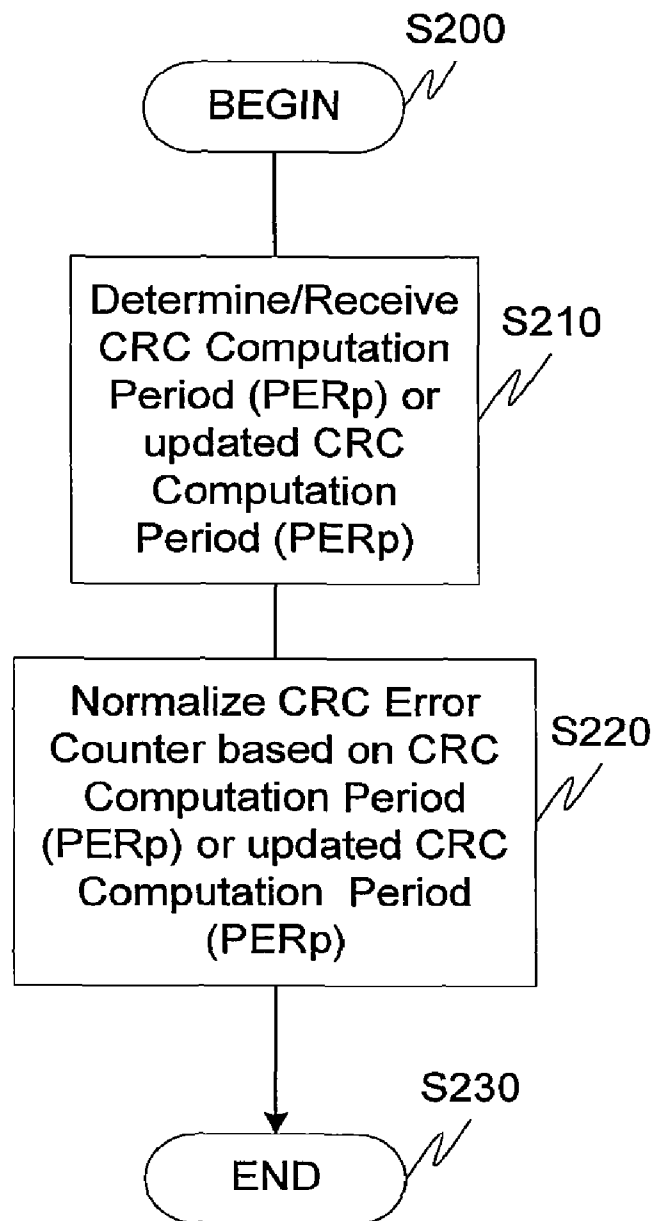 S200
BEGIN
Determine/Receive
CRC Computation
Period (PERp) or
updated CRC
Computation
Period (PERp)
S210
Normalize CRC Error
Counter based on CRC
Computation Period
(PERp) or updated CRC
Computation Period
(PERp)
S220
S230
END